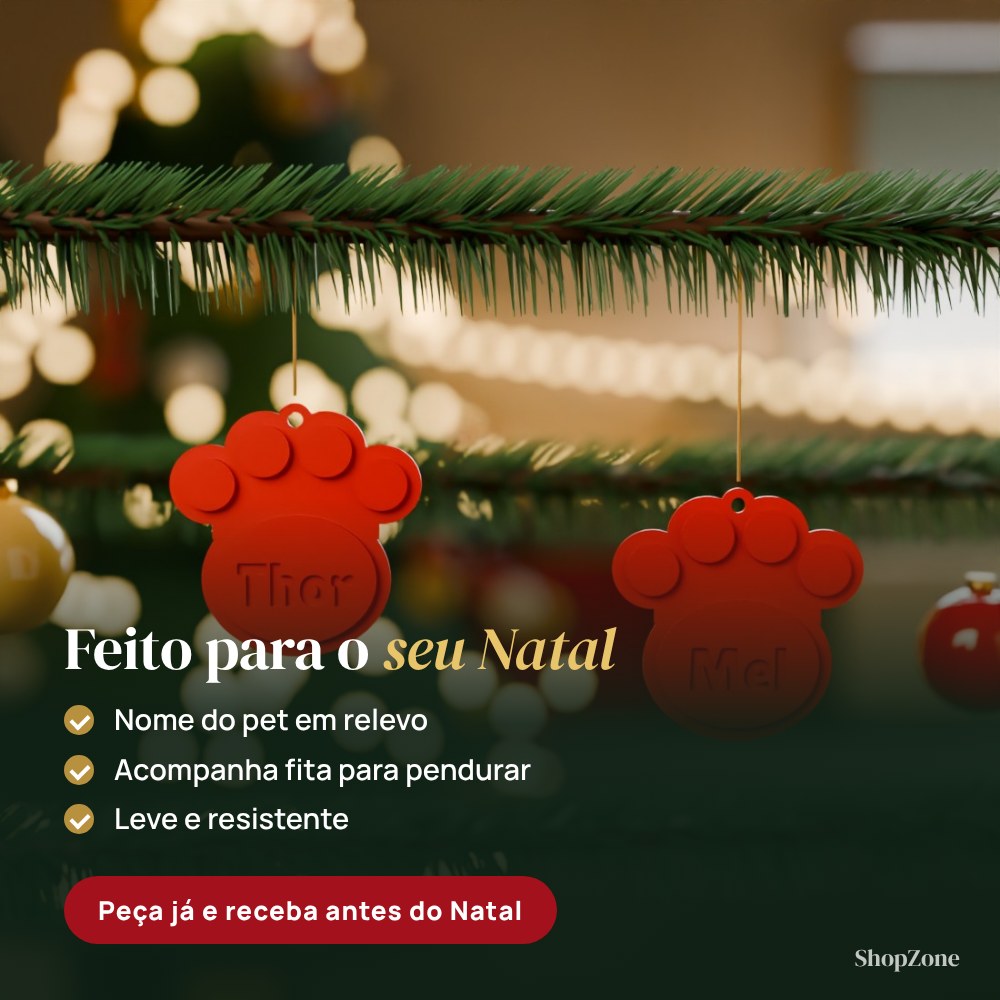 Thor
Mel
Feito para o seu Natal
Nome do pet em relevo
Acompanha fita para pendurar
Leve e resistente
Peça já e receba antes do Natal
ShopZone